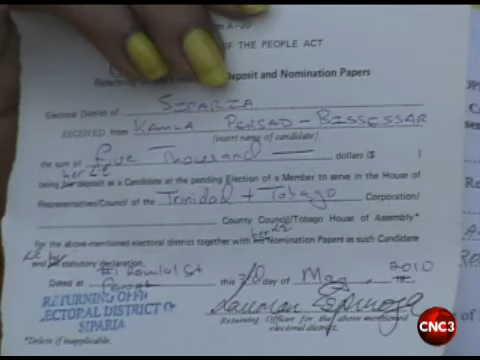 m A-20
OF THE PEOPLE ACT
Returning deposit and Nomination Papers
Electoral District of SIPARIA
RECEIVED from KAMLA PERSAD-BISSESSAR
(insert name of candidate)
the sum of Five Thousand dollars ($ )
being her deposit as a Candidate at the pending Election of a Member to serve in the House of
Representatives/Council of the Trinidad + Tobago Corporation/
County Council/Tobago House of Assembly*
for the above-mentioned electoral district together with his her Nomination Papers as such Candidate
and statutory declaration.
Dated at #1 this day of May 2010
RETURNING OFFICER
ECTORAL DISTRICT OF
SIPARIA
Returning Officer for the above mentioned
electoral district.
*Delete if inapplicable.
CNC3